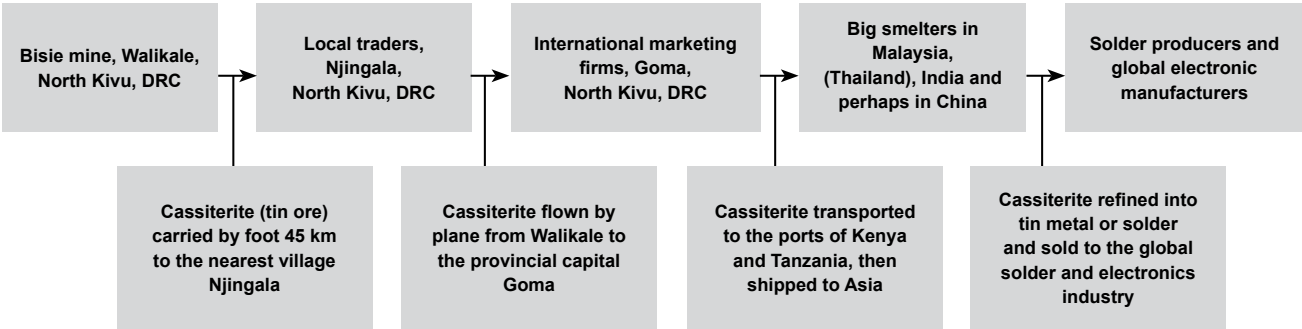 Bisie mine, Walikale,
North Kivu, DRC
Local traders,
Njingala,
North Kivu, DRC
International marketing
firms, Goma,
North Kivu, DRC
Big smelters in
Malaysia,
(Thailand), India and
perhaps in China
Solder producers and
global electronic
manufacturers
Cassiterite (tin ore)
carried by foot 45 km
to the nearest village
Njingala
Cassiterite flown by
plane from Walikale to
the provincial capital
Goma
Cassiterite transported
to the ports of Kenya
and Tanzania, then
shipped to Asia
Cassiterite refined into
tin metal or solder
and sold to the global
solder and electronics
industry